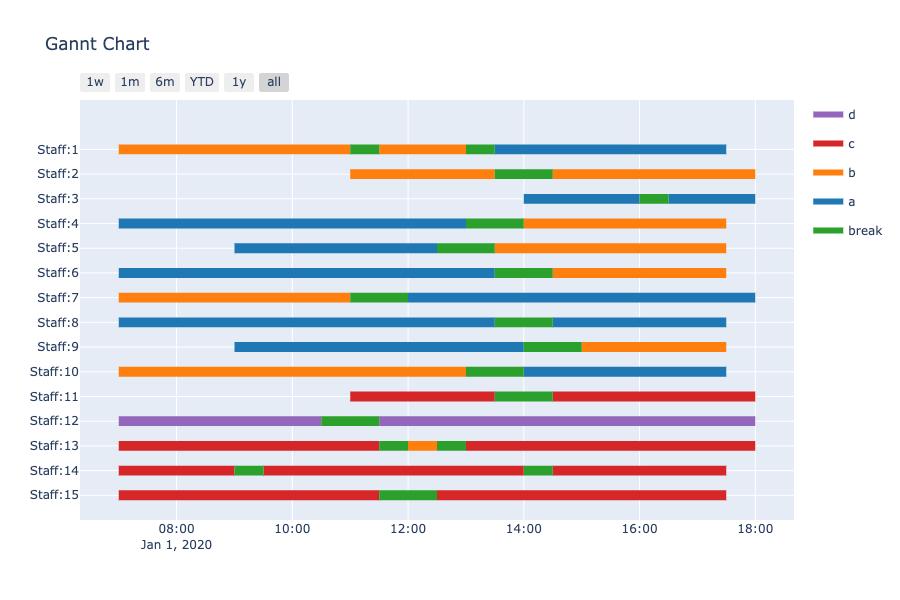 Gannt Chart
1w 1m 6m YTD 1y all
d
c
b
a
break
Staff:1
Staff:2
Staff:3
Staff:4
Staff:5
Staff:6
Staff:7
Staff:8
Staff:9
Staff:10
Staff:11
Staff:12
Staff:13
Staff:14
Staff:15
08:00 10:00 12:00 14:00 16:00 18:00
Jan 1, 2020